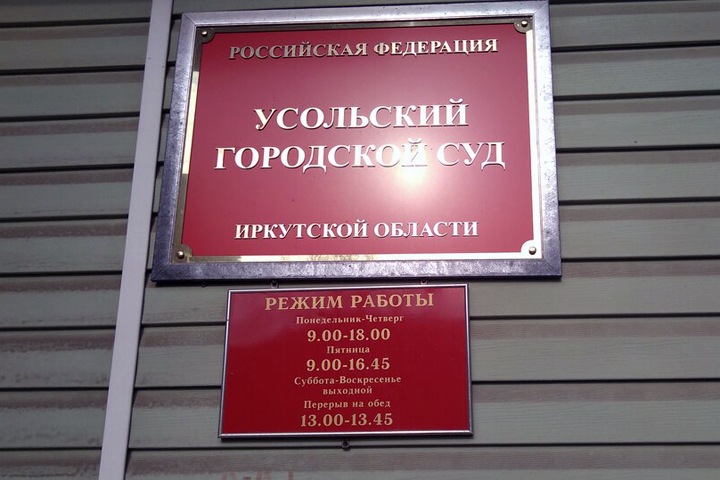 РОССИЙСКАЯ ФЕДЕРАЦИЯ
УСОЛЬСКИЙ
ГОРОДСКОЙ СУД
ИРКУТСКОЙ ОБЛАСТИ
РЕЖИМ РАБОТЫ
Понедельник-Четверг
9.00-18.00
Пятница
9.00-16.45
Суббота-Воскресенье
выходной
Перерыв на обед
13.00-13.45